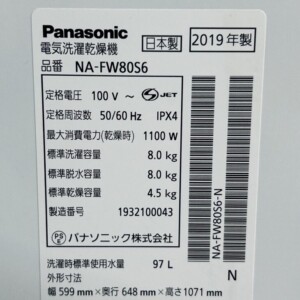 Panasonic
電気洗濯乾燥機 日本製 2019年製
品番 NA-FW80S6
定格電圧 100 V～ S JET
定格周波数 50/60 Hz IPX4
最大消費電力(乾燥時) 1100 W
標準洗濯容量 8.0 kg
標準脱水容量 8.0 kg
標準乾燥容量 4.5 kg
製造番号 1932100043
PSE パナソニック株式会社
洗濯時標準使用水量 97 L
外形寸法
幅 599 mm×奥行 648 mm×高さ 1071 mm
NA-FW80S6-N
N